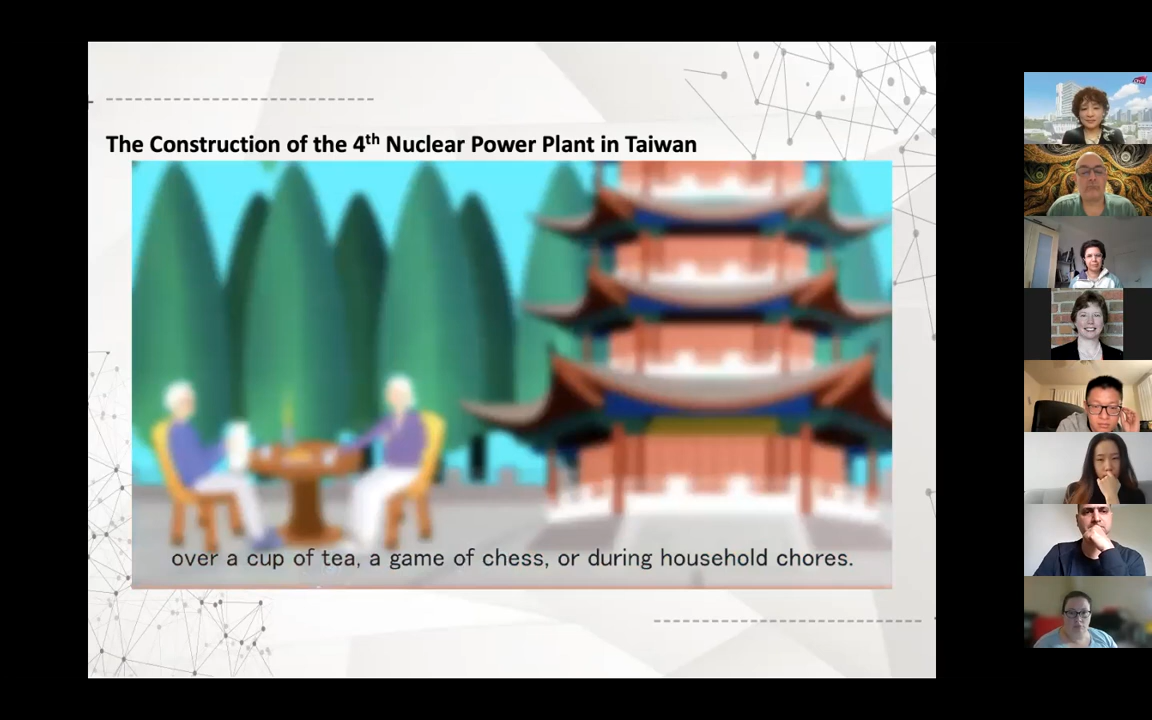 The Construction of the 4th Nuclear Power Plant in Taiwan
over a cup of tea, a game of chess, or during household chores.